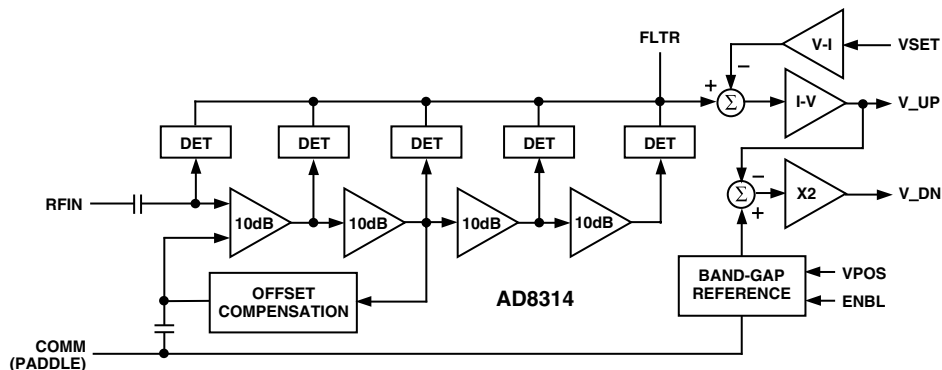 FLTR
V-I
VSET
–
+
Σ
I-V
V_UP
DET
DET
DET
DET
DET
–
Σ
+
X2
V_DN
RFIN
10dB
10dB
10dB
10dB
OFFSET
COMPENSATION
AD8314
BAND-GAP
REFERENCE
VPOS
ENBL
COMM
(PADDLE)